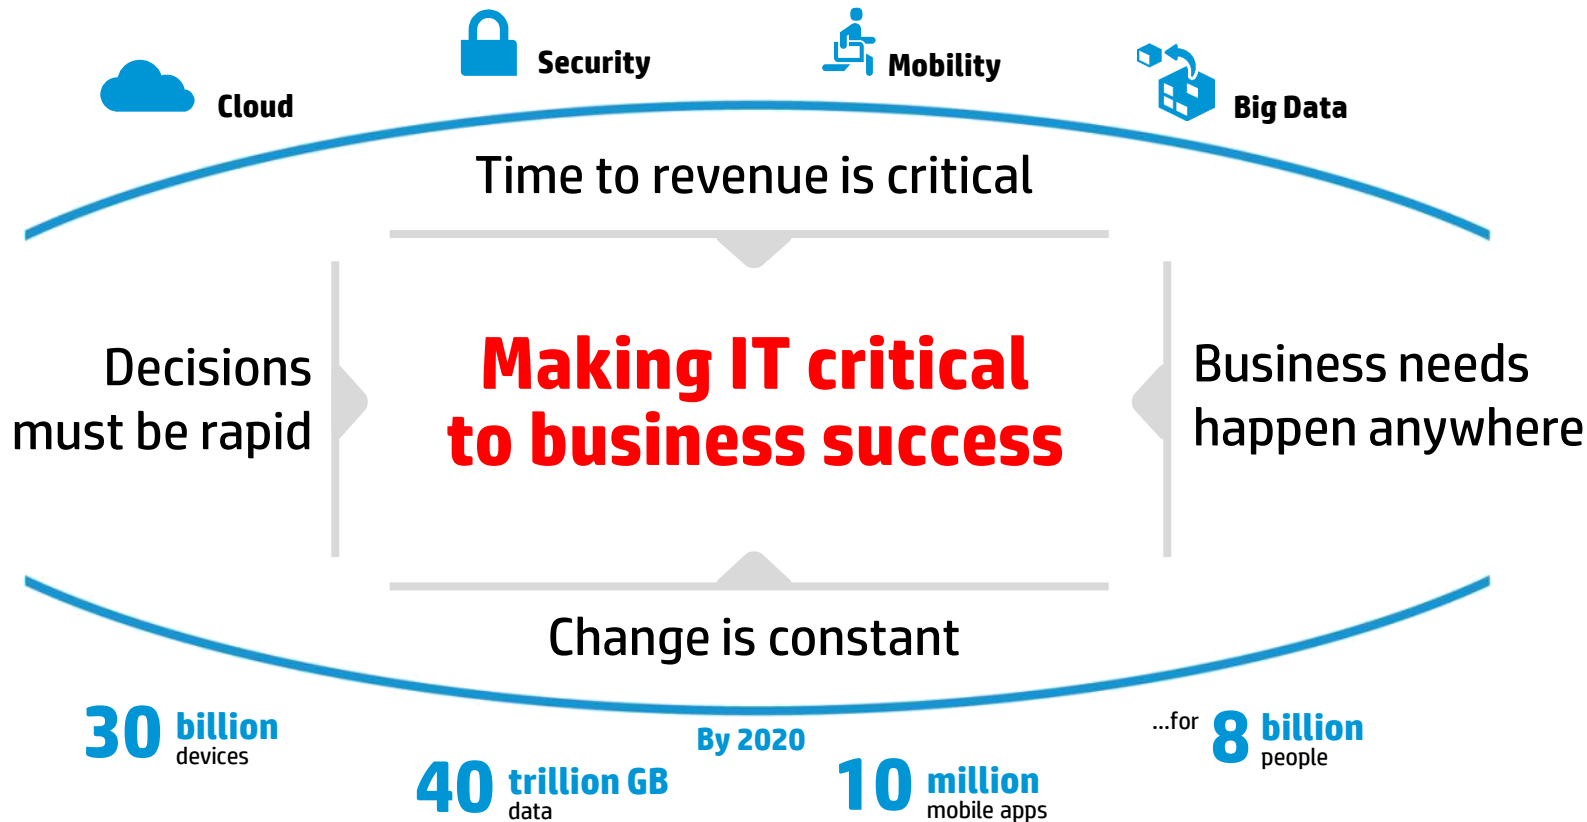 Cloud
Security
Mobility
Big Data
Time to revenue is critical
Decisions
must be rapid
Making IT critical
to business success
Business needs
happen anywhere
Change is constant
By 2020
30 billion
devices
40 trillion GB
data
10 million
mobile apps
...for 8 billion
people